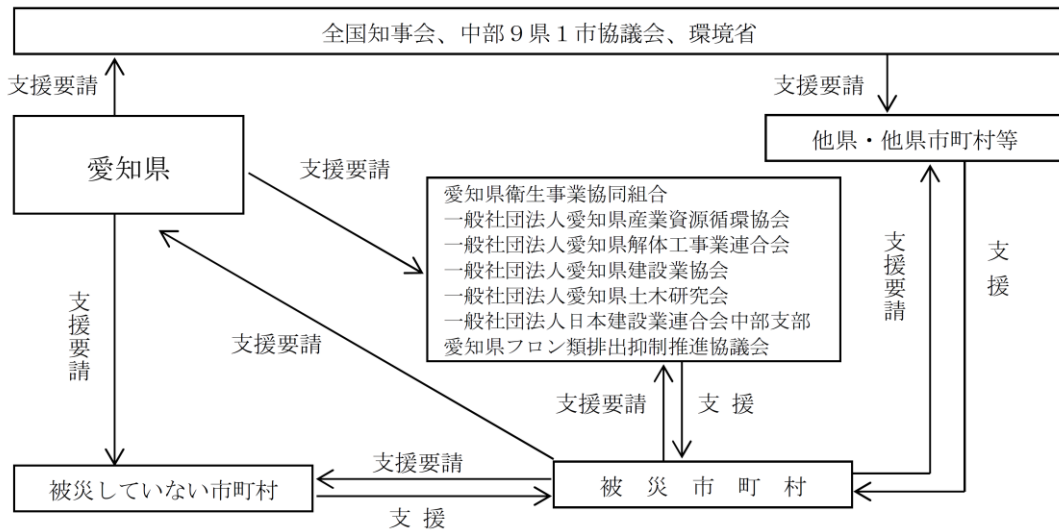 全国知事会、中部９県１市協議会、環境省
支援要請
支援要請
愛知県
他県・他県市町村等
支援要請
愛知県衛生事業協同組合
一般社団法人愛知県産業資源循環協会
一般社団法人愛知県解体工事業連合会
一般社団法人愛知県建設業協会
一般社団法人愛知県土木研究会
一般社団法人日本建設業連合会中部支部
愛知県フロン類排出抑制推進協議会
支援要請
支援
支援要請
支援要請
支援要請
支 援
支援要請
被災していない市町村
被 災 市 町 村
支 援